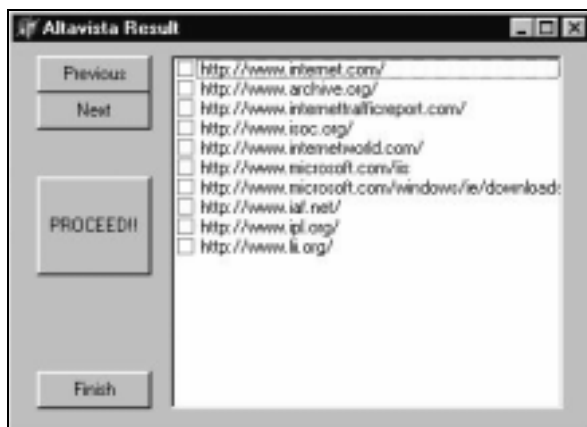 Altavista Result
Previous
Next
PROCEED!!
Finish
http://www.internet.com/
http://www.archive.org/
http://www.internettrafficreport.com/
http://www.isoc.org/
http://www.internetworld.com/
http://www.microsoft.com/iis
http://www.microsoft.com/windows/ie/downloads
http://www.iaf.net/
http://www.ipl.org/
http://www.lii.org/